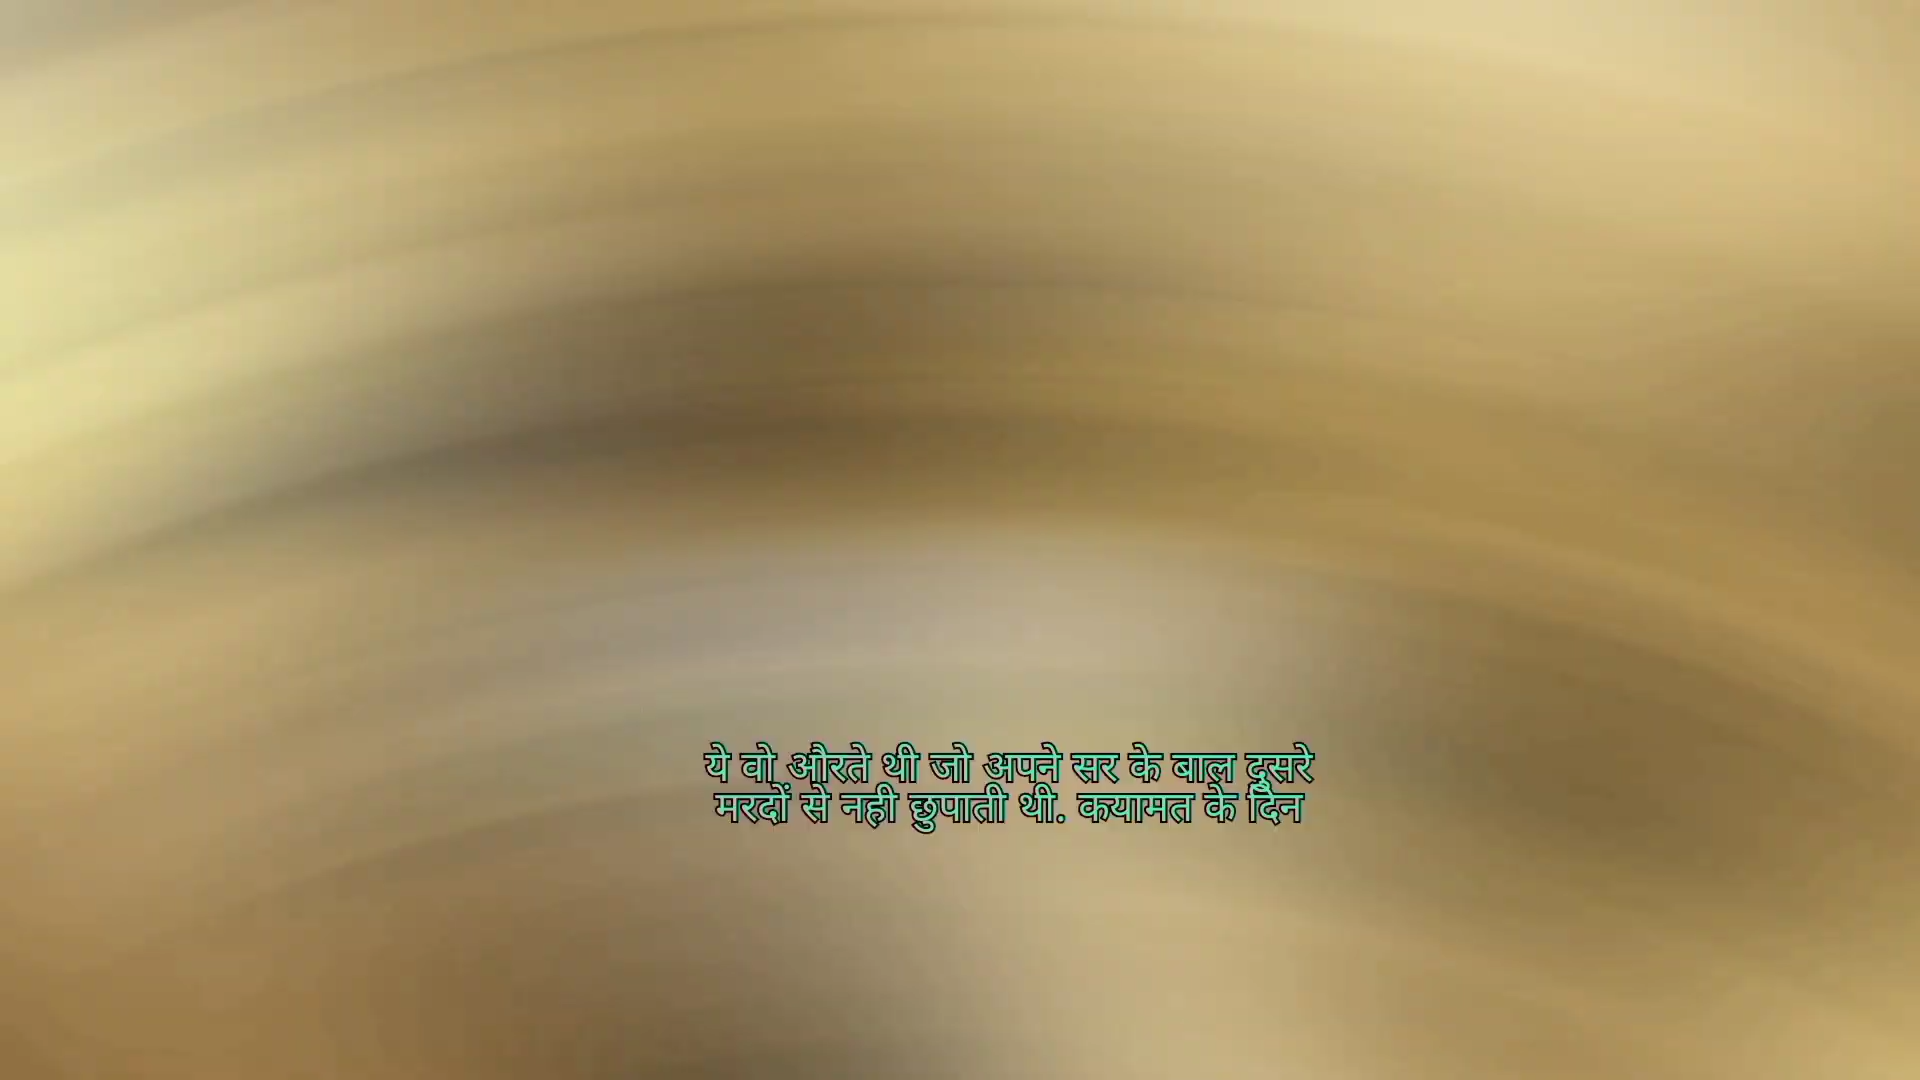 ये वो औरते थी जो अपने सर के बाल दुसरे
मरदों से नही छुपाती थी. कयामत के दिन